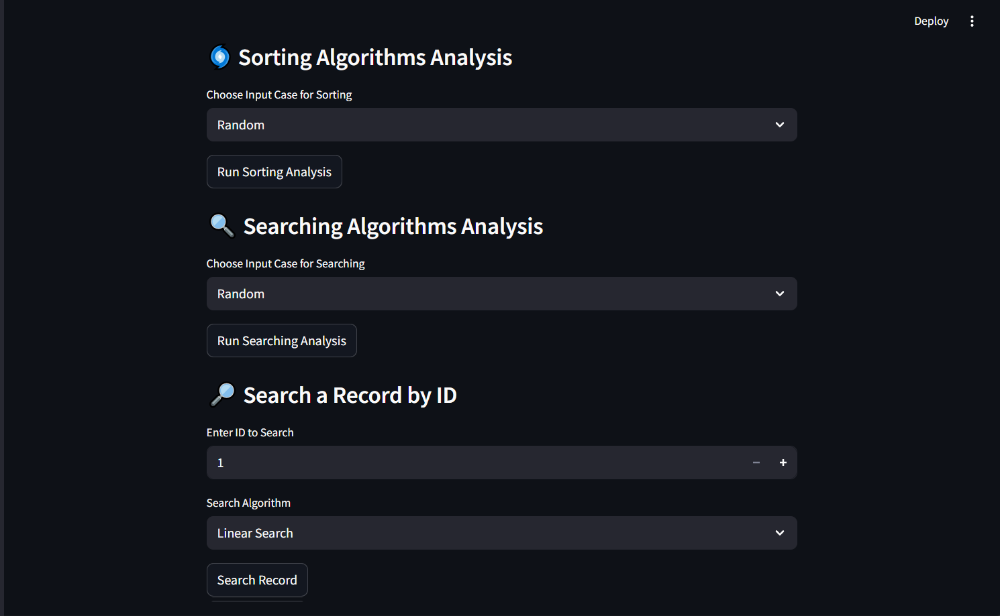 Deploy
Sorting Algorithms Analysis
Choose Input Case for Sorting
Random
Run Sorting Analysis
Searching Algorithms Analysis
Choose Input Case for Searching
Random
Run Searching Analysis
Search a Record by ID
Enter ID to Search
1
Search Algorithm
Linear Search
Search Record